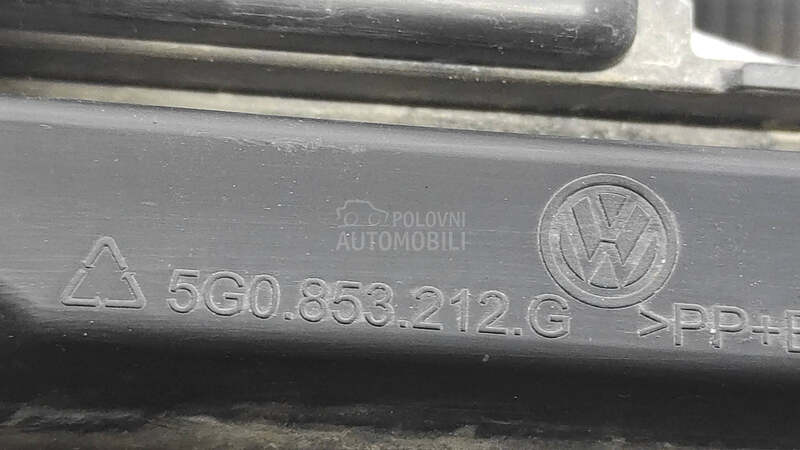 POLOVNI
AUTOMOBILI
5G0.853.212.G
>PP+E